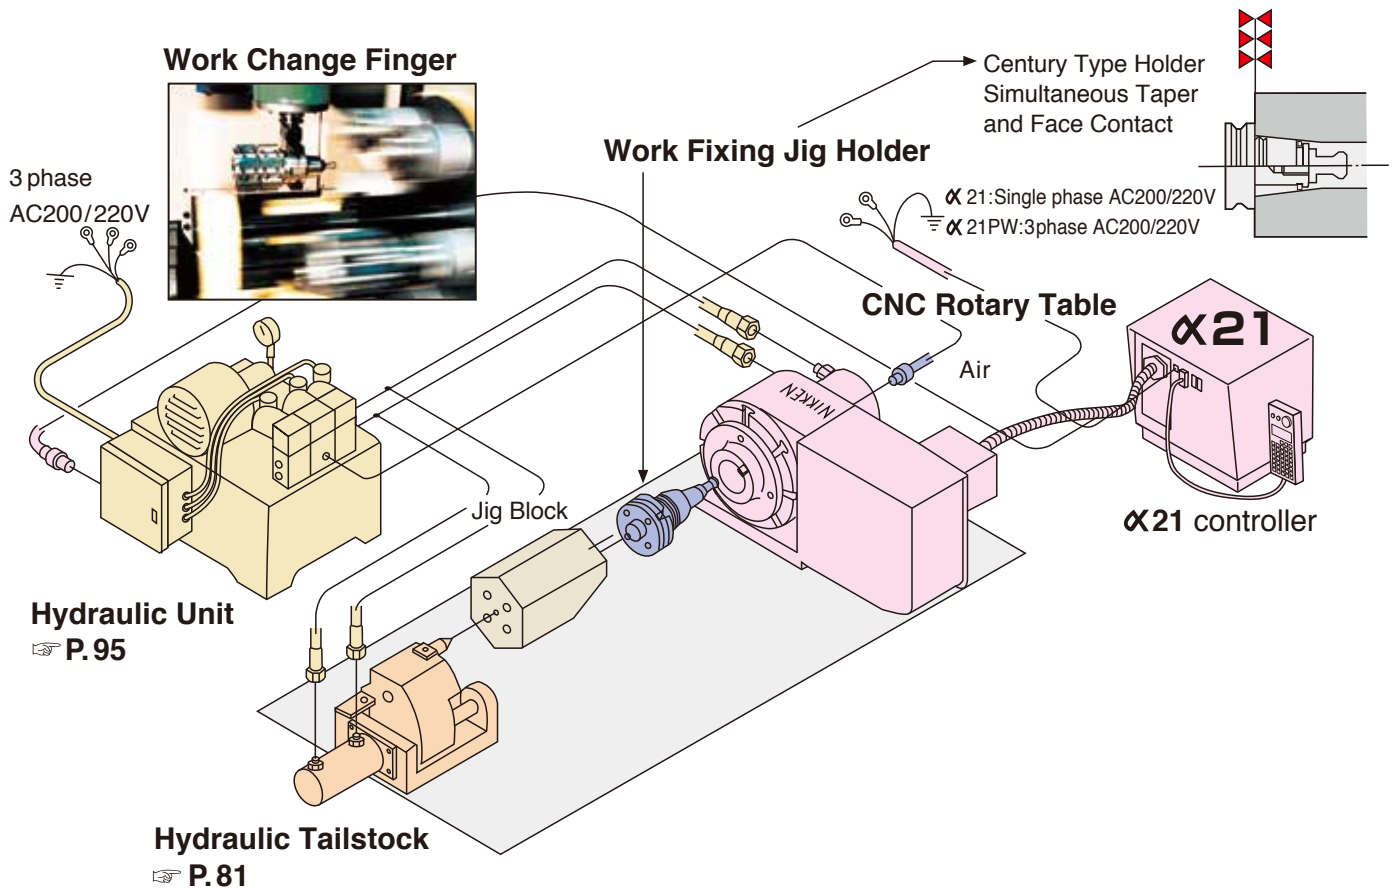 Work Change Finger
Century Type Holder
Simultaneous Taper
and Face Contact
Work Fixing Jig Holder
3 phase
AC200/220V
α 21:Single phase AC200/220V
α 21PW:3phase AC200/220V
CNC Rotary Table
α21
Air
NIKKEN
Jig Block
α21 controller
Hydraulic Unit
☞ P.95
Hydraulic Tailstock
☞ P.81